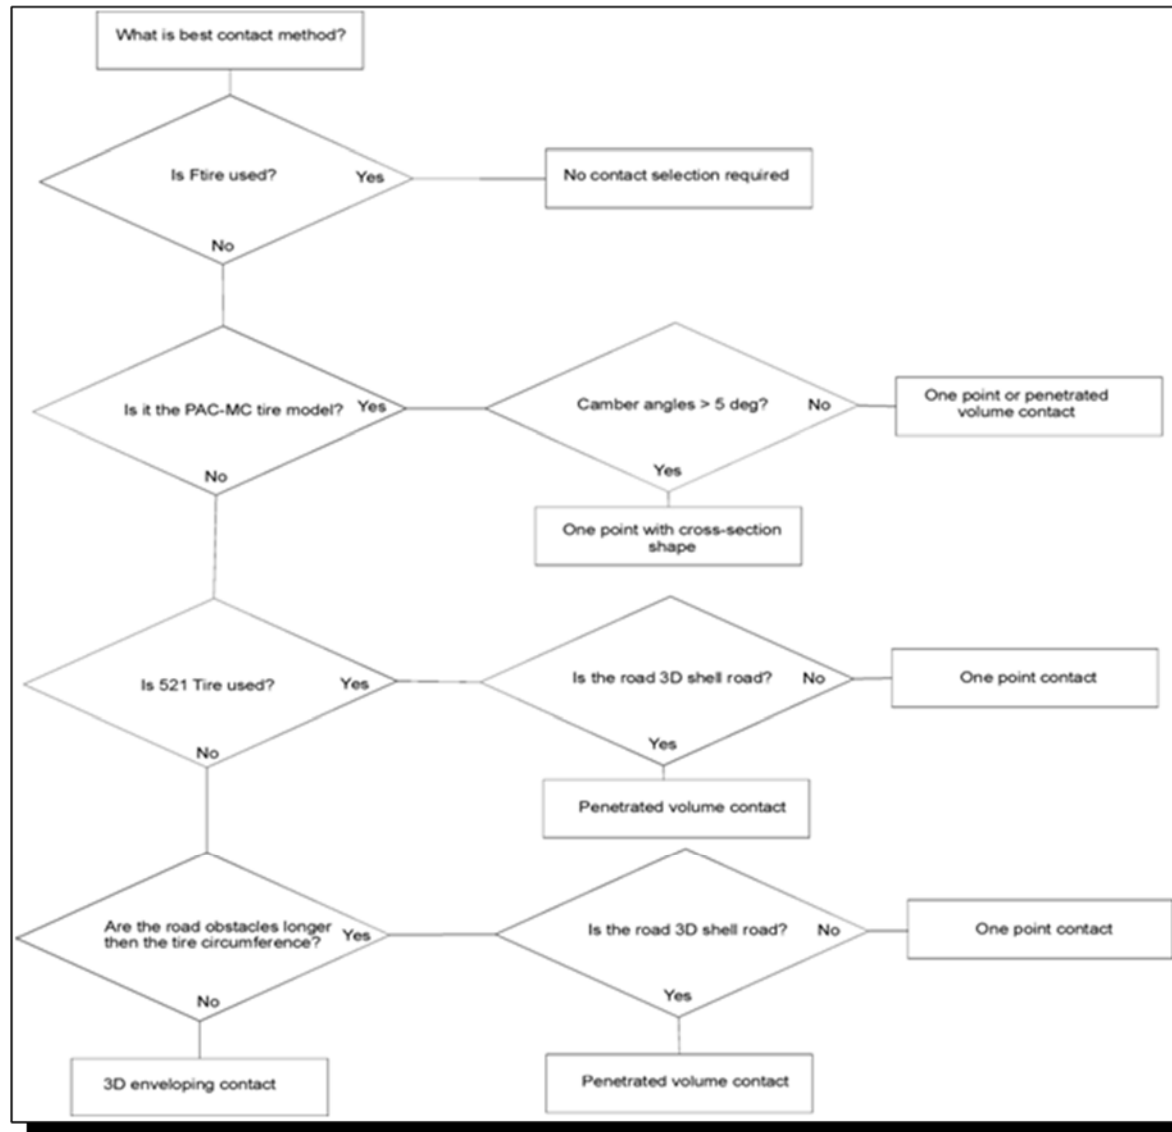 What is best contact method?
Is Ftire used?
Yes
No contact selection required
No
Is it the PAC-MC tire model?
Yes
Camber angles > 5 deg?
No
One point or penetrated
volume contact
Yes
One point with cross-section
shape
No
Is 521 Tire used?
Yes
Is the road 3D shell road?
No
One point contact
Yes
Penetrated volume contact
No
Are the road obstacles longer
then the tire circumference?
Yes
Is the road 3D shell road?
No
One point contact
Yes
Penetrated volume contact
No
3D enveloping contact